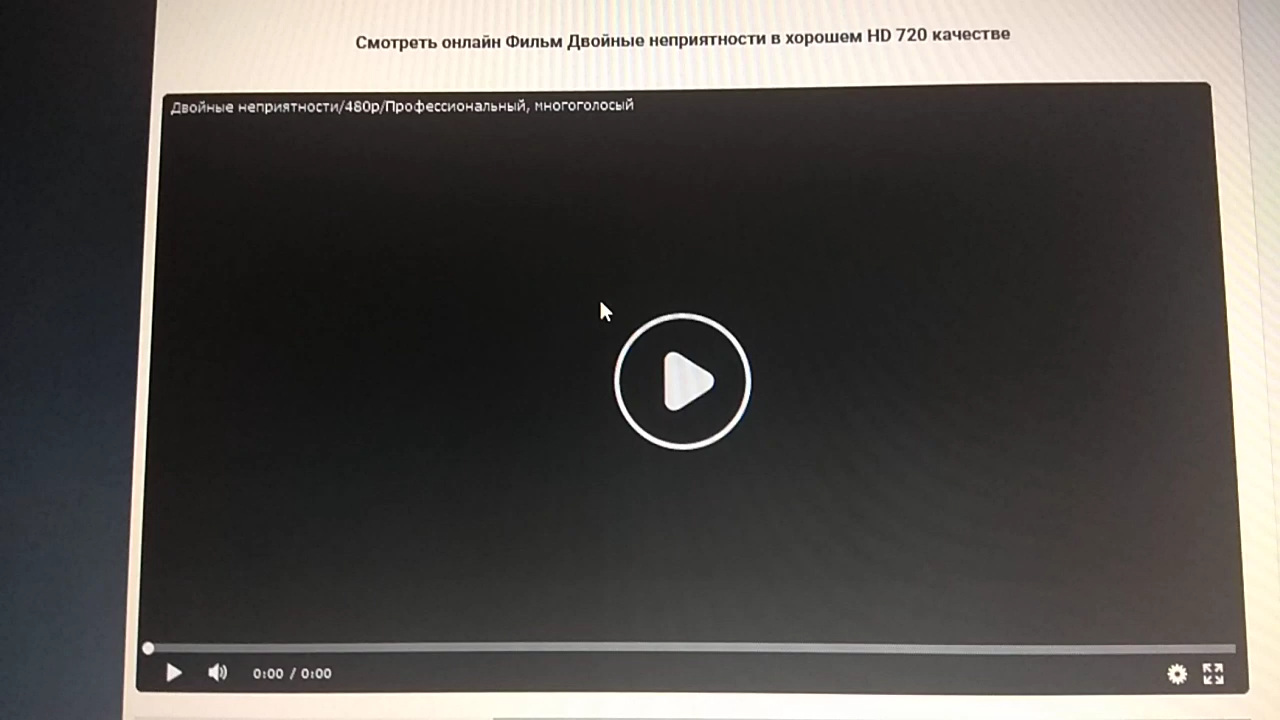 Смотреть онлайн Фильм Двойные неприятности в хорошем HD 720 качестве
Двойные неприятности/480p/Профессиональный, многоголосый
0:00 / 0:00